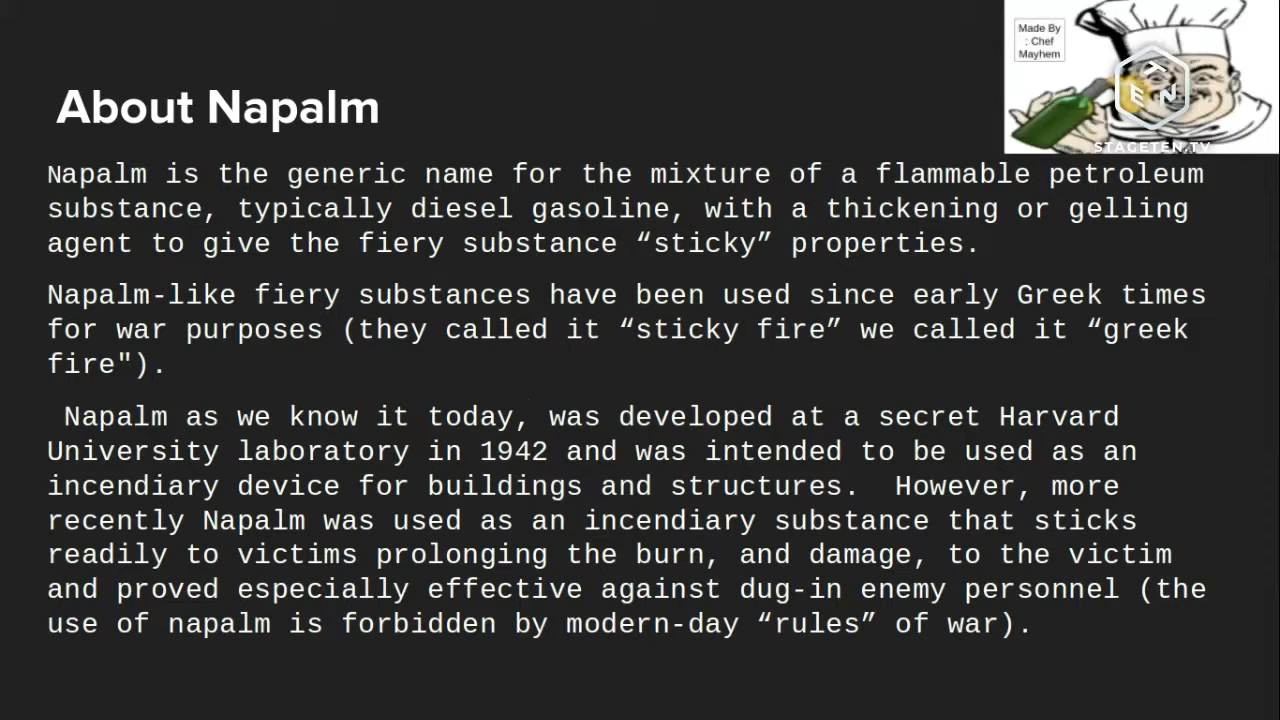 Made By
: Chef
Mayhem
T
E N
STAGETEN.TV
About Napalm
Napalm is the generic name for the mixture of a flammable petroleum
substance, typically diesel gasoline, with a thickening or gelling
agent to give the fiery substance “sticky” properties.
Napalm-like fiery substances have been used since early Greek times
for war purposes (they called it “sticky fire” we called it “greek
fire").
Napalm as we know it today, was developed at a secret Harvard
University laboratory in 1942 and was intended to be used as an
incendiary device for buildings and structures.  However, more
recently Napalm was used as an incendiary substance that sticks
readily to victims prolonging the burn, and damage, to the victim
and proved especially effective against dug-in enemy personnel (the
use of napalm is forbidden by modern-day “rules” of war).